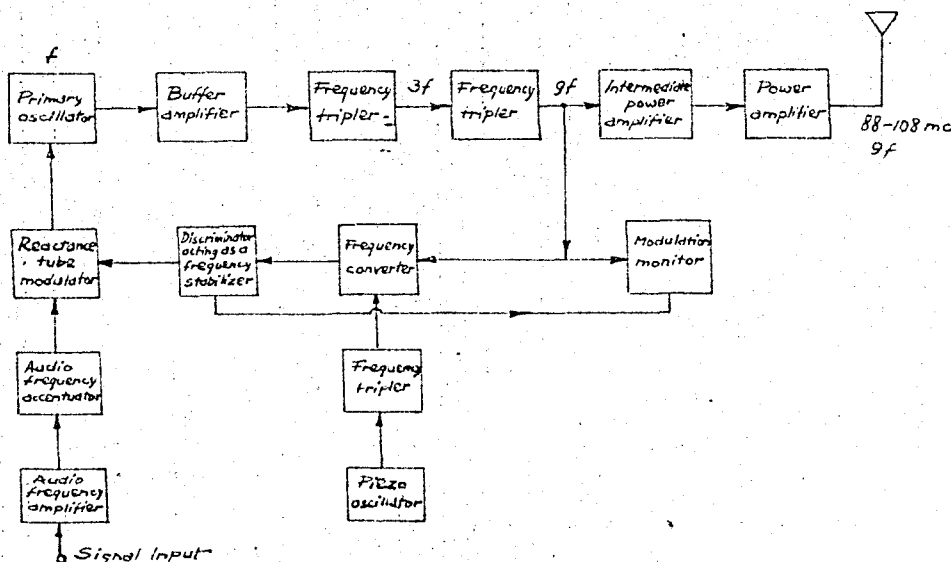 f
Primary
oscillator
Buffer
amplifier
Frequency
tripler
3f
Frequency
tripler
9f
Intermediate
power
amplifier
Power
amplifier
88-108 mc
9f
Reactance
tube
modulator
Discriminator
acting as a
frequency
stabilizer
Frequency
converter
Modulation
monitor
Audio
frequency
accentuator
Frequency
tripler
Audio
frequency
amplifier
Piezo
oscillator
Signal Input